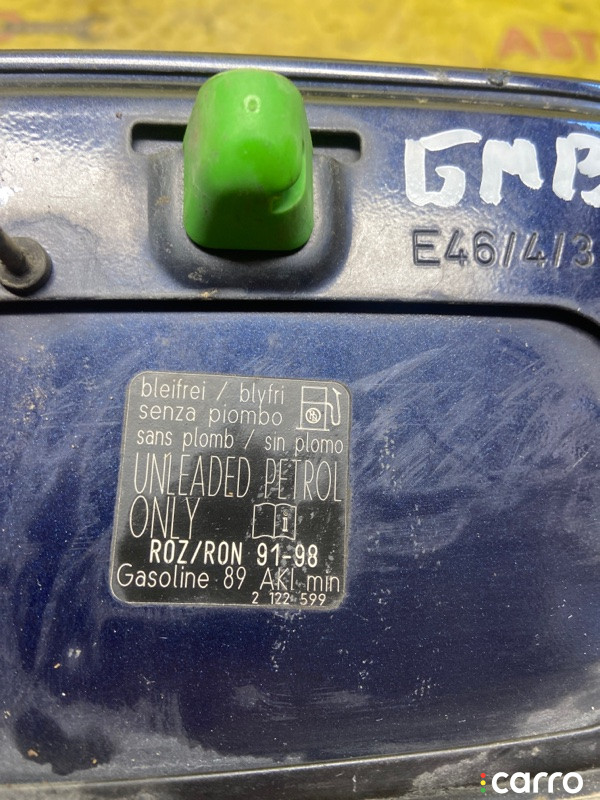 GMB
E46/4/3
bleifrei / blyfri
senza piombo
sans plomb / sin plomo
UNLEADED PETROL
ONLY i
ROZ/RON 91-98
Gasoline 89 AKI min
2 122 599
carro